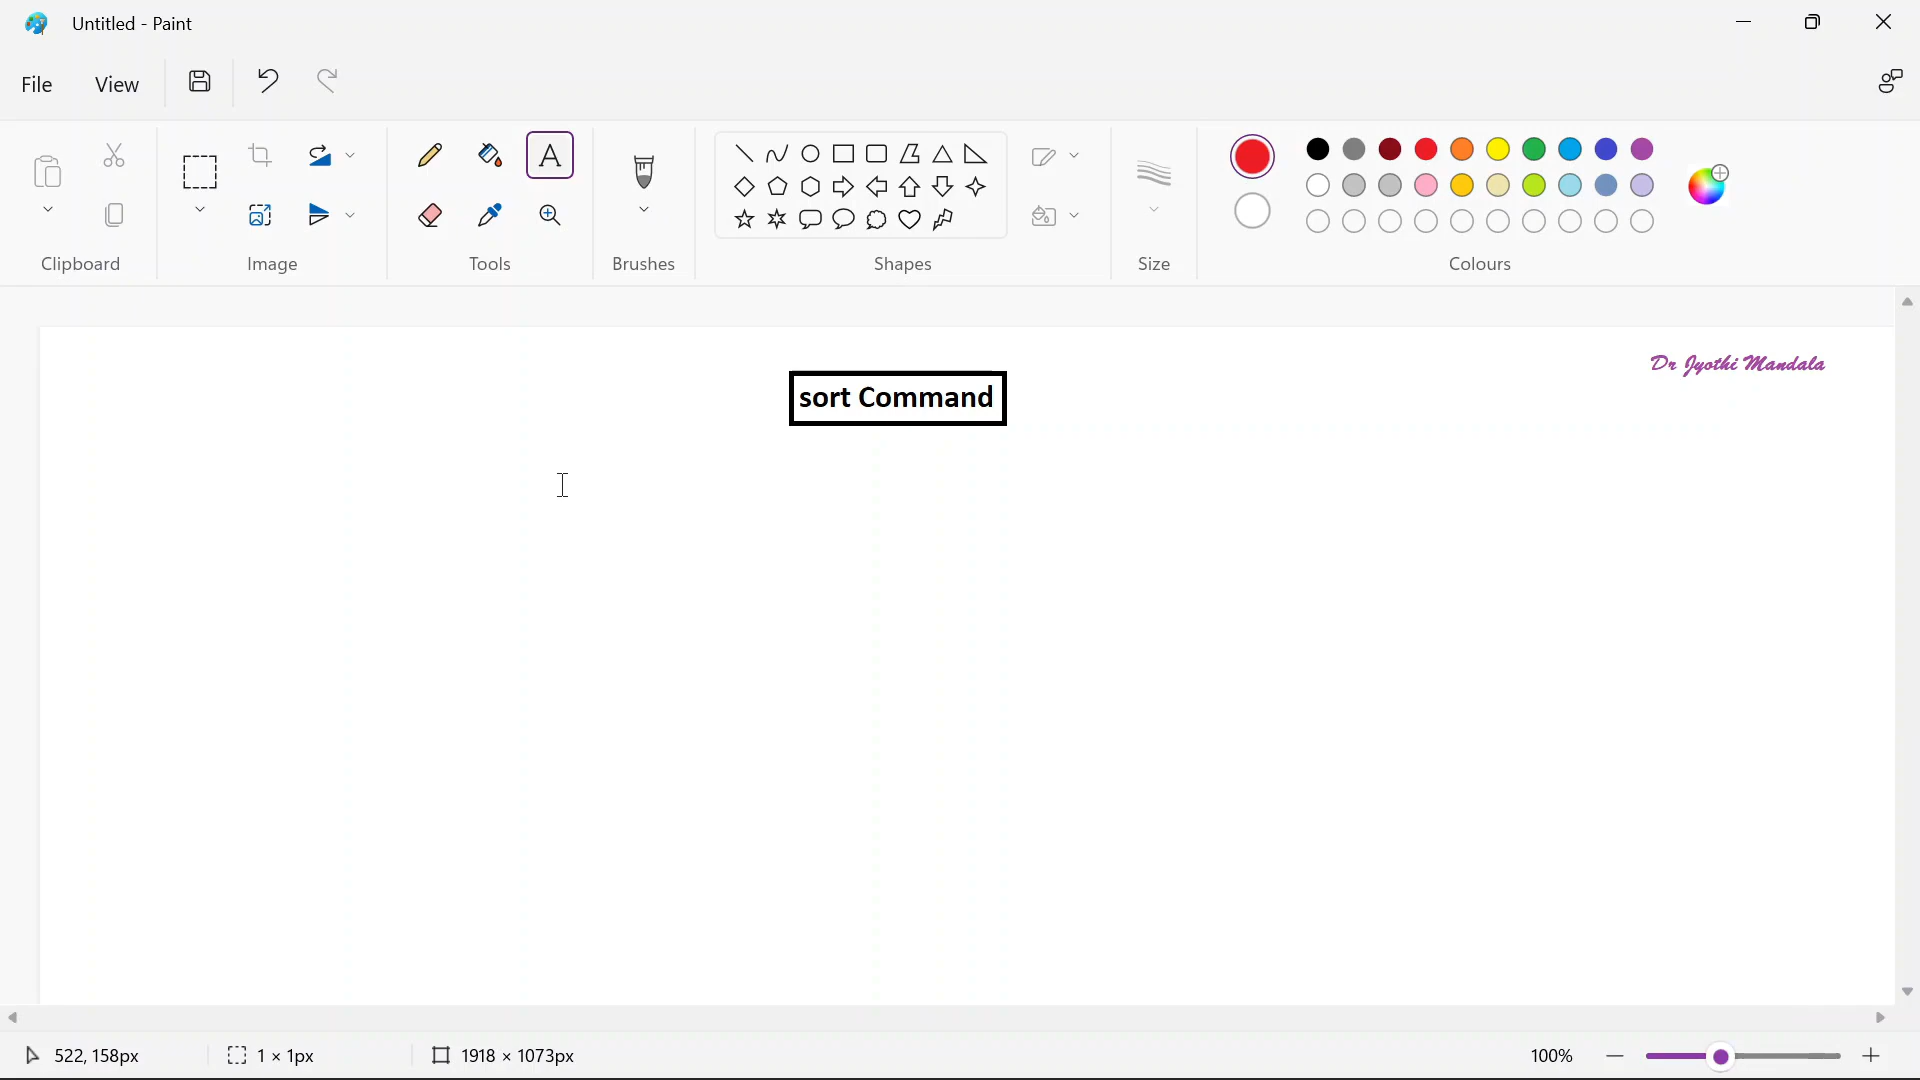 Untitled - Paint
File View
Clipboard Image Tools Brushes Shapes Size Colours
Dr Jyothi Mandala
sort Command
522, 158px 1 × 1px 1918 × 1073px 100%